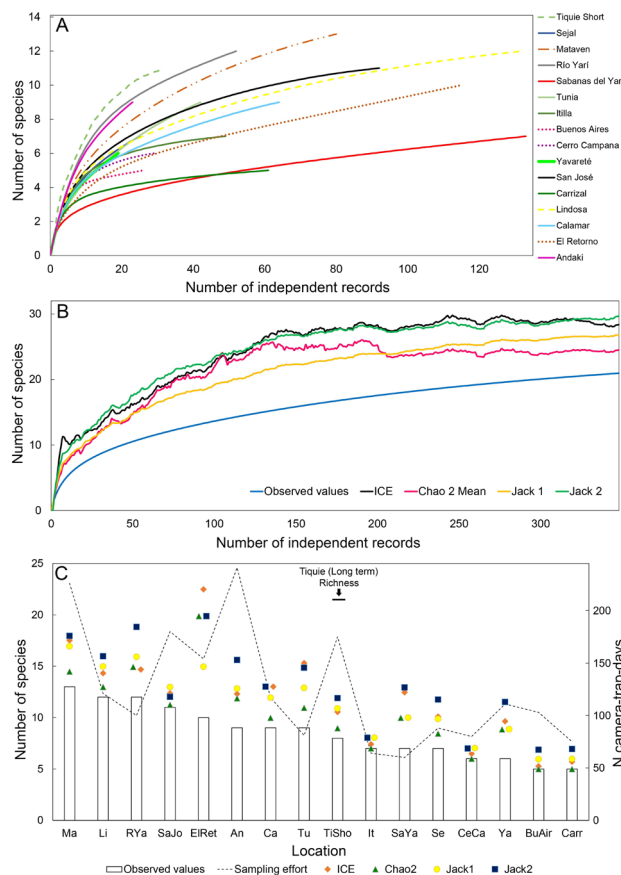 A
Number of species
14
12
10
8
6
4
2
0
0 20 40 60 80 100 120
Number of independent records
Tiquie Short
Sejal
Mataven
Río Yarí
Sabanas del Yar
Tunia
Itilla
Buenos Aires
Cerro Campana
Yavareté
San José
Carrizal
Lindosa
Calamar
El Retorno
Andaki
B
Number of species
30
20
10
0
0 50 100 150 200 250 300
Observed values ICE Chao 2 Mean Jack 1 Jack 2
Number of independent records
C
Number of species
25
20
15
10
5
0
Tiquie (Long term)
Richness
200
150
100
50
0
N camera-trap-days
Ma Li RYa SaJo ElRet An Ca Tu TiSho It SaYa Se CeCa Ya BuAir Carr
Location
Observed values Sampling effort ICE Chao2 Jack1 Jack2